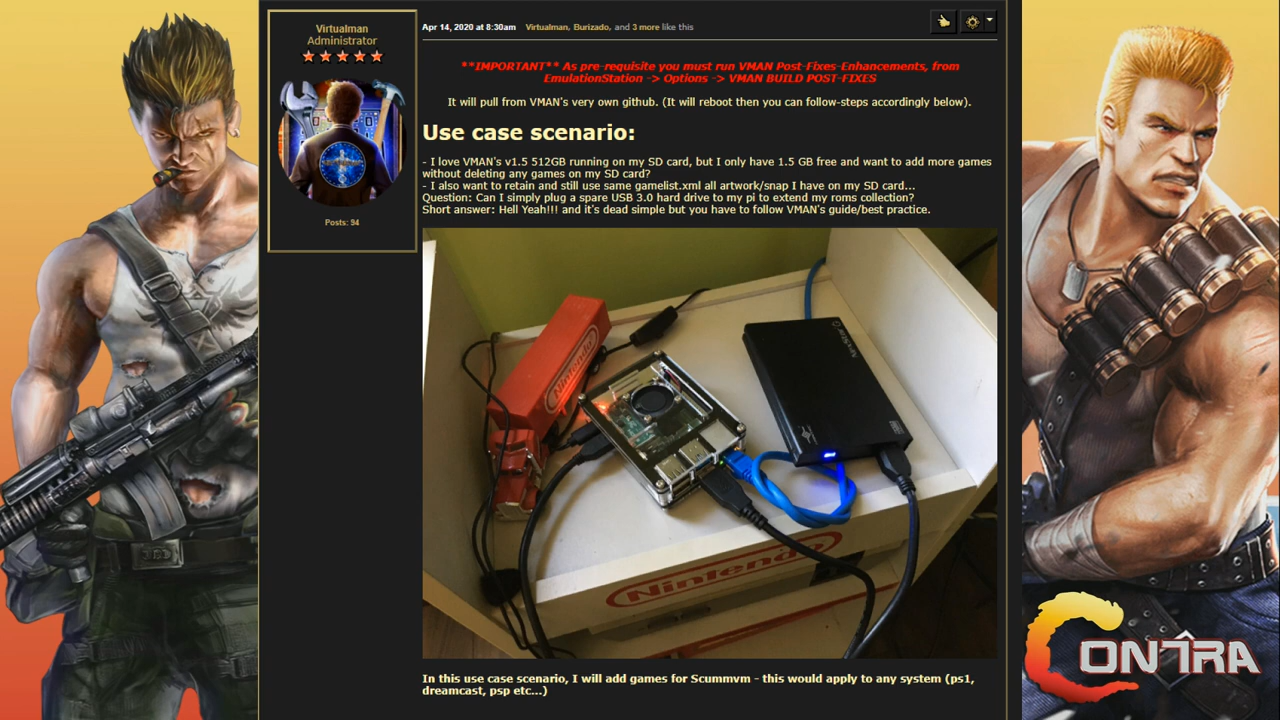 Virtualman
Administrator
Posts: 94
Apr 14, 2020 at 8:30am Virtualman, Burizado, and 3 more like this
**IMPORTANT** As pre-requisite you must run VMAN Post-Fixes-Enhancements, from
EmulationStation -> Options -> VMAN BUILD POST-FIXES
It will pull from VMAN's very own github. (It will reboot then you can follow-steps accordingly below).
Use case scenario:
- I love VMAN's v1.5 512GB running on my SD card, but I only have 1.5 GB free and want to add more games
without deleting any games on my SD card?
- I also want to retain and still use same gamelist.xml all artwork/snap I have on my SD card...
Question: Can I simply plug a spare USB 3.0 hard drive to my pi to extend my roms collection?
Short answer: Hell Yeah!!! and it's dead simple but you have to follow VMAN's guide/best practice.
Nintendo
Nintendo
In this use case scenario, I will add games for Scummvm - this would apply to any system (ps1,
dreamcast, psp etc...)
CONTRA